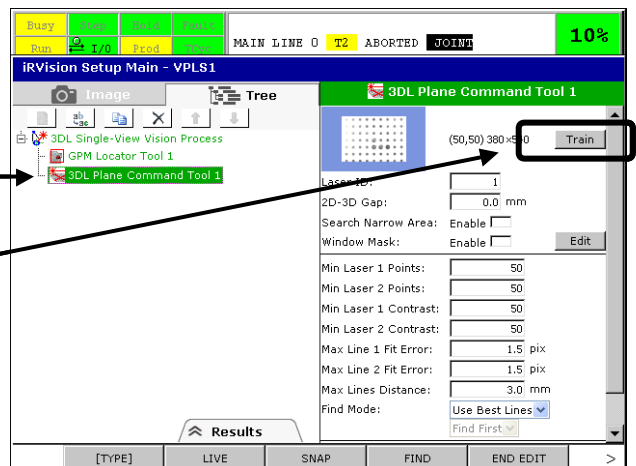 Busy Step Hold Fault
Run I/O Prod TCyc MAIN LINE 0 T2 ABORTED JOINT 10%
iRVision Setup Main - VPLS1
Image Tree
3DL Plane Command Tool 1
3DL Single-View Vision Process
GPM Locator Tool 1
3DL Plane Command Tool 1
Train
Laser ID: 1
2D-3D Gap: 0.0 mm
Search Narrow Area: Enable
Window Mask: Enable Edit
Min Laser 1 Points: 50
Min Laser 2 Points: 50
Min Laser 1 Contrast: 50
Min Laser 2 Contrast: 50
Max Line 1 Fit Error: 1.5 pix
Max Line 2 Fit Error: 1.5 pix
Max Lines Distance: 3.0 mm
Find Mode: Use Best Lines
Find First
Results
[TYPE] LIVE SNAP FIND END EDIT >